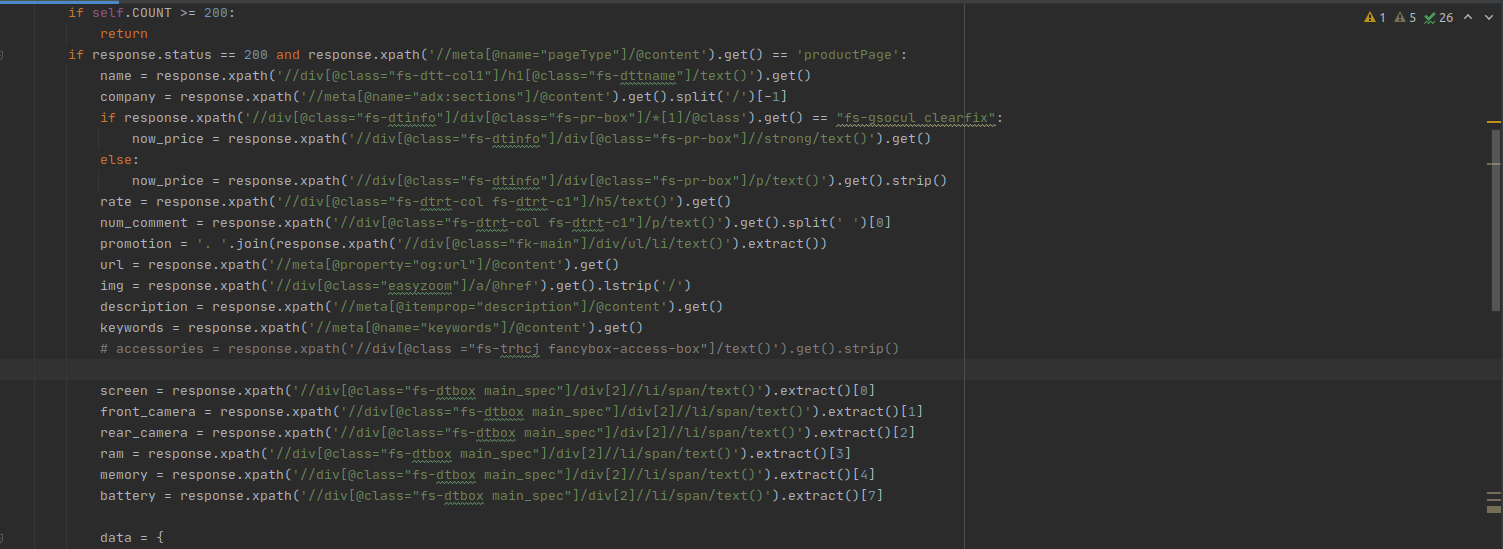 if self.COUNT >= 200:
1 5 26
return
if response.status == 200 and response.xpath('//meta[@name="pageType"]/@content').get() == 'productPage':
name = response.xpath('//div[@class="fs-dtt-col1"]/h1[@class="fs-dttname"]/text()').get()
company = response.xpath('//meta[@name="adx:sections"]/@content').get().split('/')[-1]
if response.xpath('//div[@class="fs-dtinfo"]/div[@class="fs-pr-box"]/*[1]/@class').get() == "fs-gsocul clearfix":
now_price = response.xpath('//div[@class="fs-dtinfo"]/div[@class="fs-pr-box"]//strong/text()').get()
else:
now_price = response.xpath('//div[@class="fs-dtinfo"]/div[@class="fs-pr-box"]/p/text()').get().strip()
rate = response.xpath('//div[@class="fs-dtrt-col fs-dtrt-c1"]/h5/text()').get()
num_comment = response.xpath('//div[@class="fs-dtrt-col fs-dtrt-c1"]/p/text()').get().split(' ')[0]
promotion = '. '.join(response.xpath('//div[@class="fk-main"]/div/ul/li/text()').extract())
url = response.xpath('//meta[@property="og:url"]/@content').get()
img = response.xpath('//div[@class="easyzoom"]/a/@href').get().lstrip('/')
description = response.xpath('//meta[@itemprop="description"]/@content').get()
keywords = response.xpath('//meta[@name="keywords"]/@content').get()
# accessories = response.xpath('//div[@class ="fs-trhcj fancybox-access-box"]/text()').get().strip()
screen = response.xpath('//div[@class="fs-dtbox main_spec"]/div[2]//li/span/text()').extract()[0]
front_camera = response.xpath('//div[@class="fs-dtbox main_spec"]/div[2]//li/span/text()').extract()[1]
rear_camera = response.xpath('//div[@class="fs-dtbox main_spec"]/div[2]//li/span/text()').extract()[2]
ram = response.xpath('//div[@class="fs-dtbox main_spec"]/div[2]//li/span/text()').extract()[3]
memory = response.xpath('//div[@class="fs-dtbox main_spec"]/div[2]//li/span/text()').extract()[4]
battery = response.xpath('//div[@class="fs-dtbox main_spec"]/div[2]//li/span/text()').extract()[7]
data = {